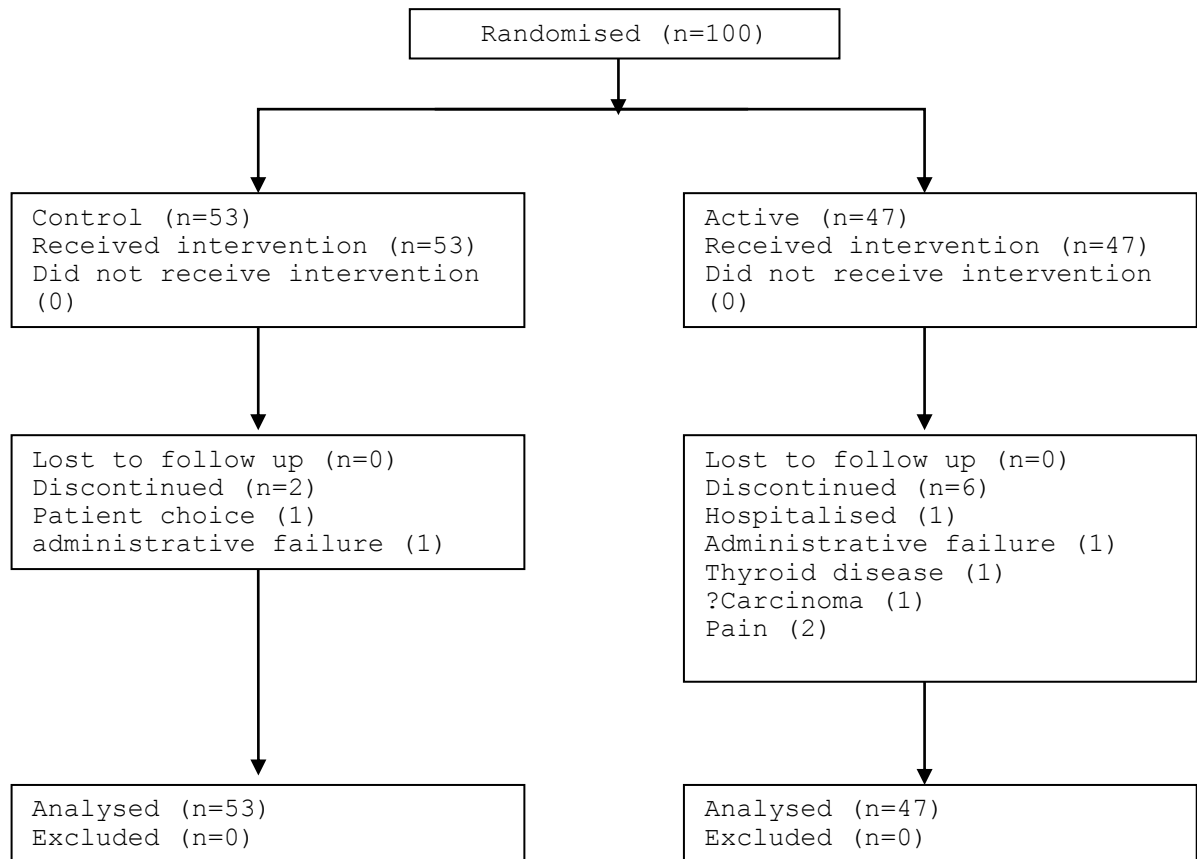 Randomised (n=100)
Control (n=53)
Received intervention (n=53)
Did not receive intervention
(0)
Active (n=47)
Received intervention (n=47)
Did not receive intervention
(0)
Lost to follow up (n=0)
Discontinued (n=2)
Patient choice (1)
administrative failure (1)
Lost to follow up (n=0)
Discontinued (n=6)
Hospitalised (1)
Administrative failure (1)
Thyroid disease (1)
?Carcinoma (1)
Pain (2)
Analysed (n=53)
Excluded (n=0)
Analysed (n=47)
Excluded (n=0)